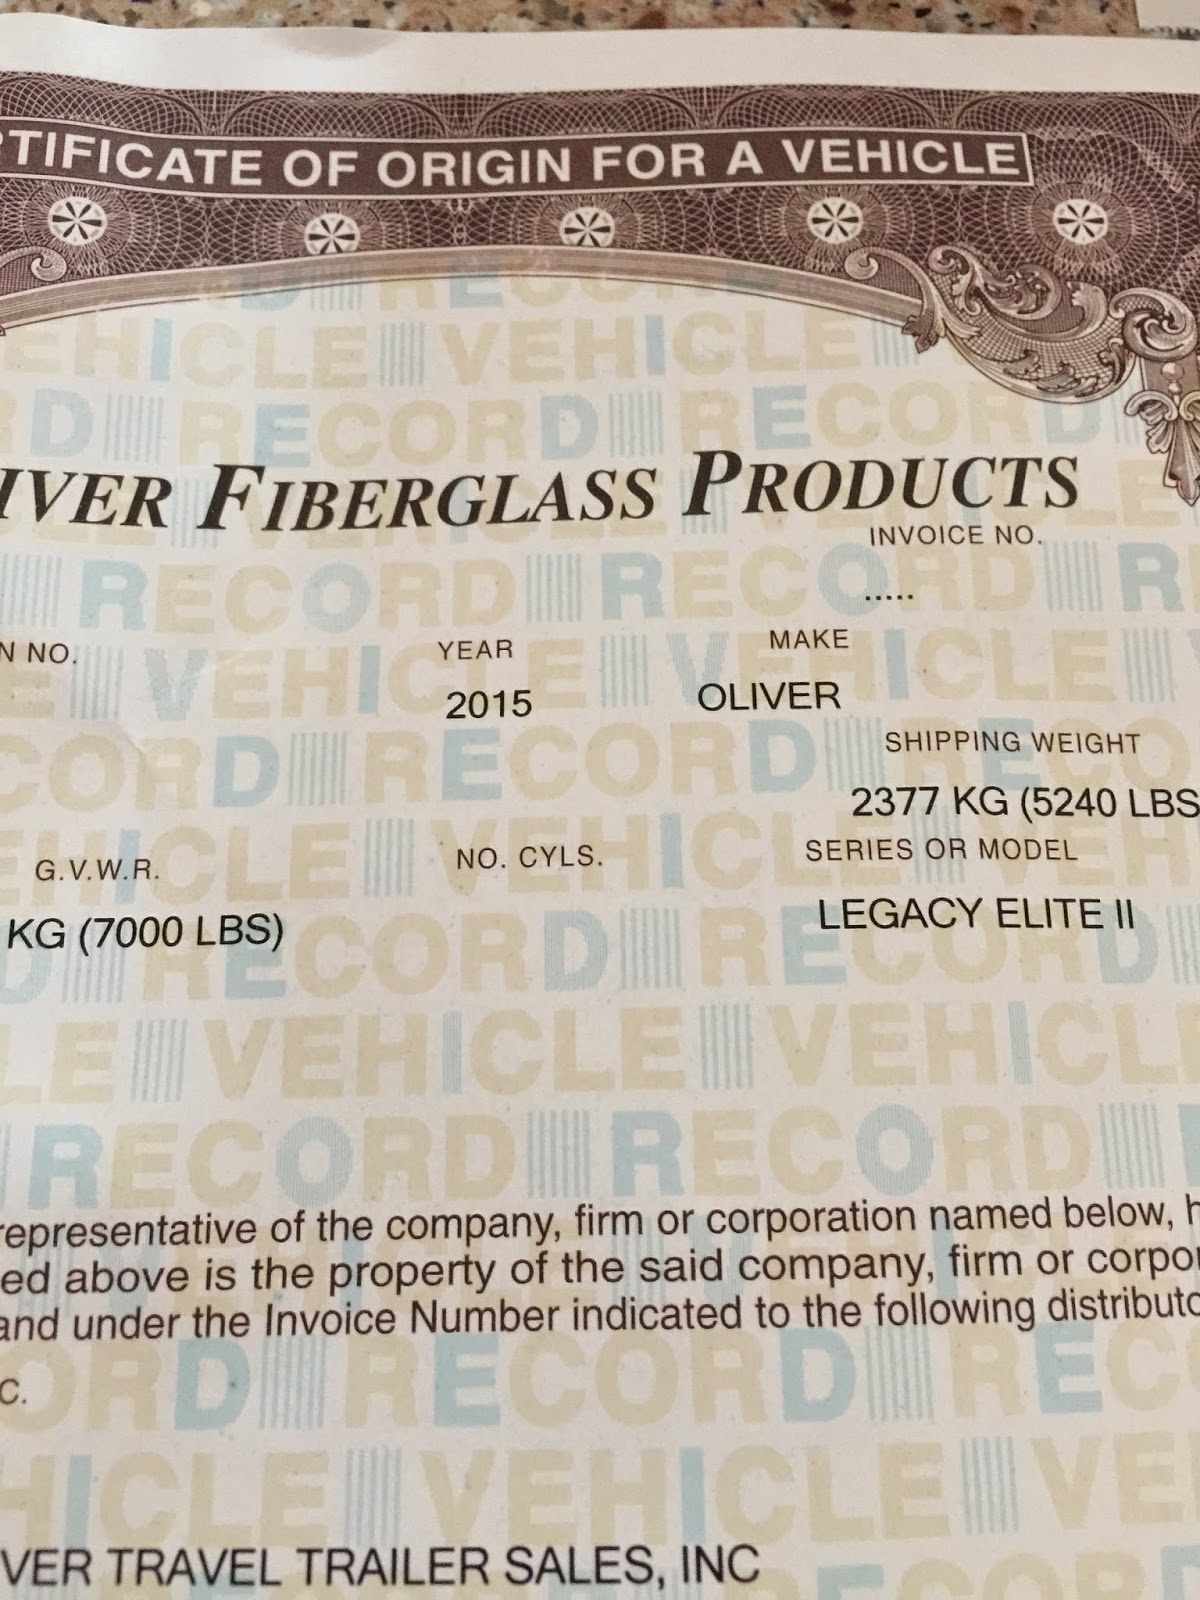 RTIFICATE OF ORIGIN FOR A VEHICLE
IVER FIBERGLASS PRODUCTS
INVOICE NO.
.....
N NO. YEAR MAKE
2015 OLIVER
SHIPPING WEIGHT
2377 KG (5240 LBS
G.V.W.R. NO. CYLS. SERIES OR MODEL
KG (7000 LBS) LEGACY ELITE II
representative of the company, firm or corporation named below, h
ed above is the property of the said company, firm or corpor
and under the Invoice Number indicated to the following distributo
C.
VER TRAVEL TRAILER SALES, INC